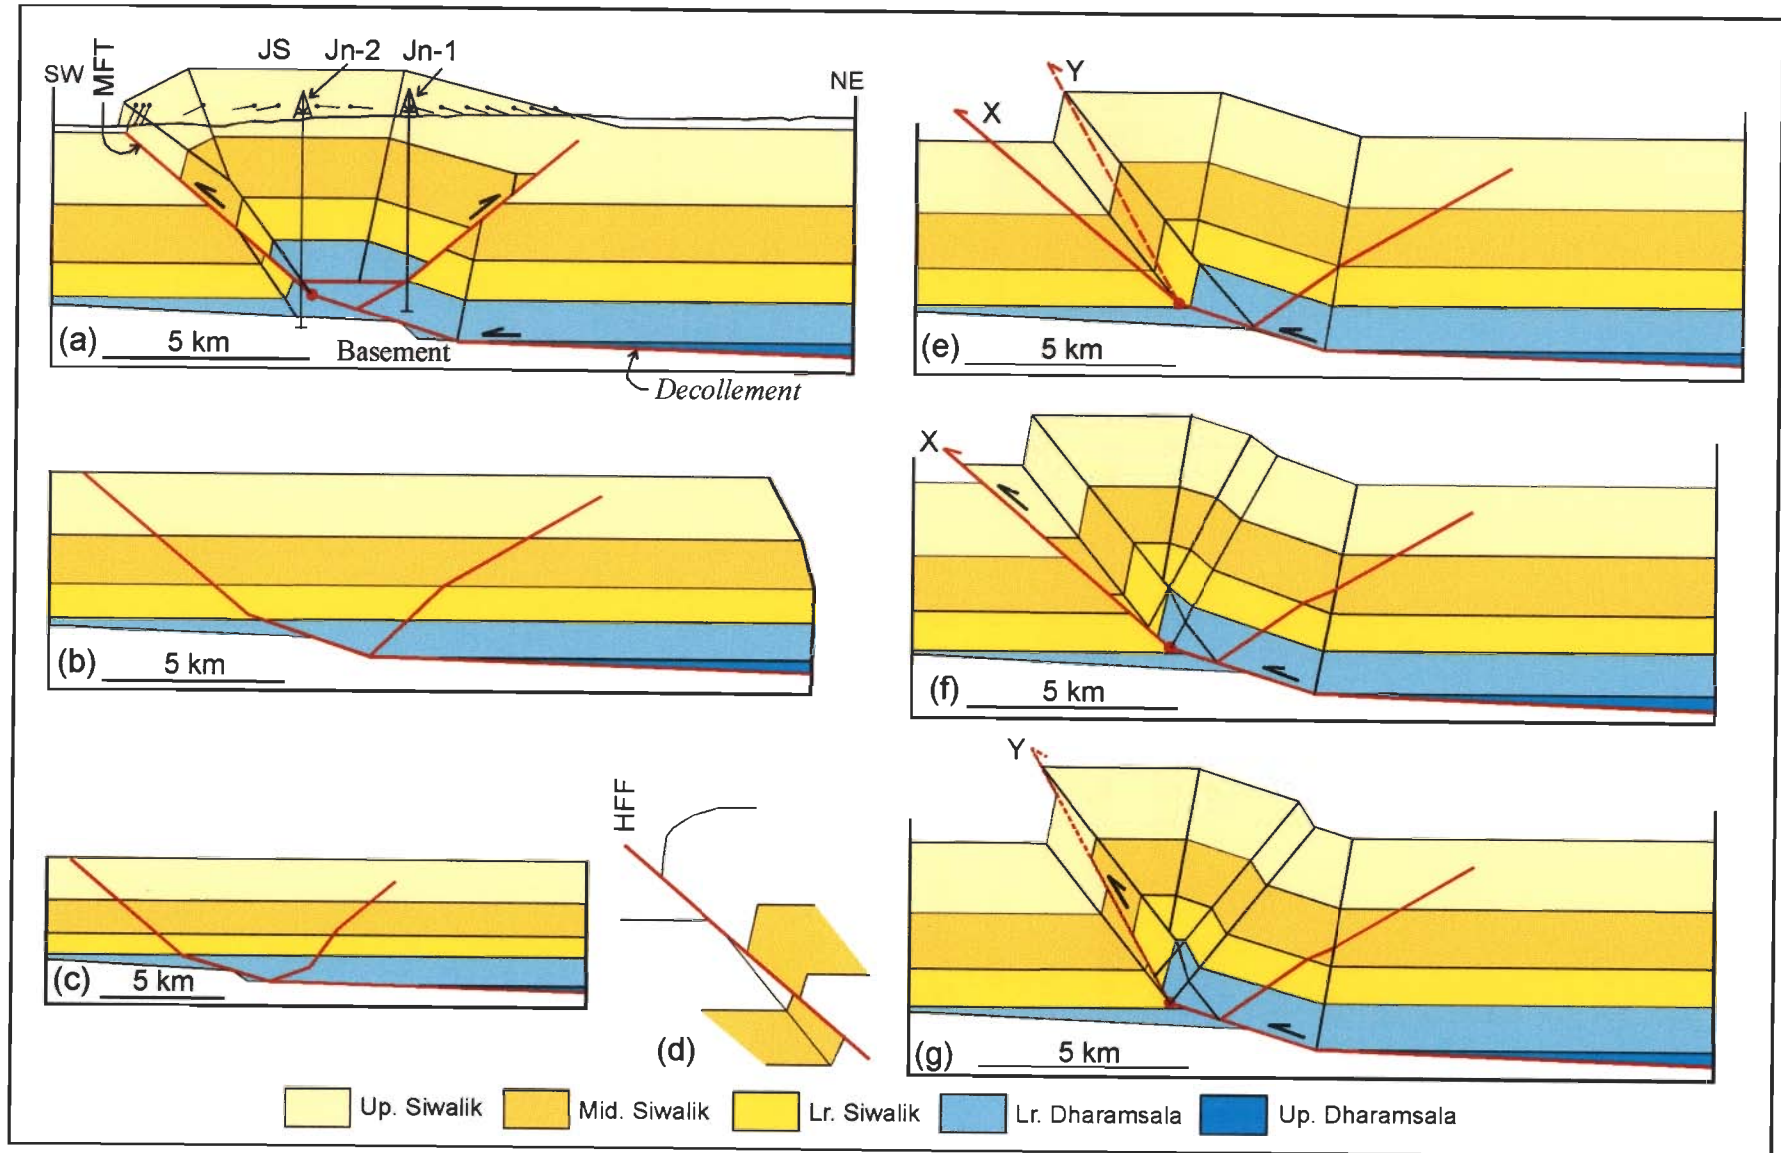 SW MFT JS Jn-2 Jn-1 NE
(a) 5 km Basement
Decollement
(b) 5 km
(c) 5 km
HFF
(d)
Y
X
(e) 5 km
X
(f) 5 km
Y
(g) 5 km
Up. Siwalik Mid. Siwalik Lr. Siwalik Lr. Dharamsala Up. Dharamsala